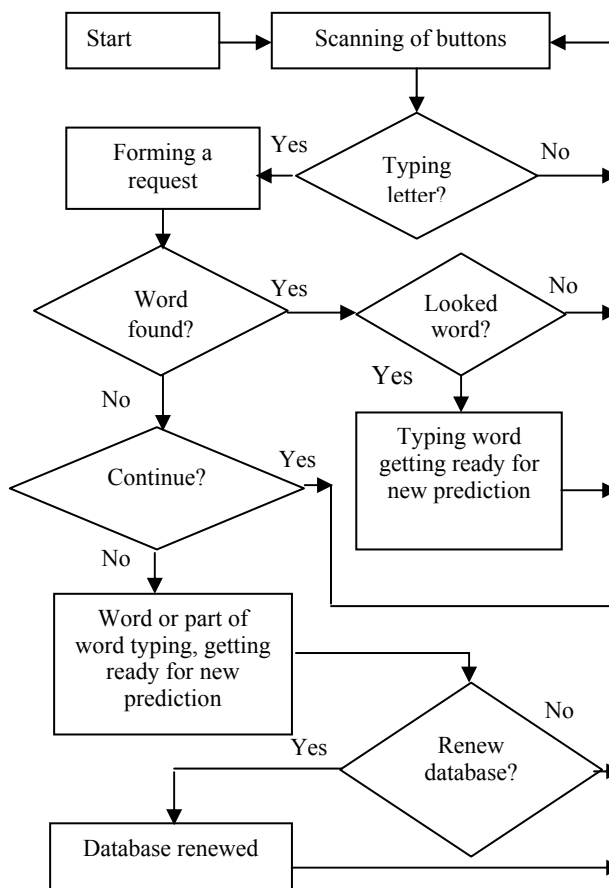 Start
Scanning of buttons
Forming a
request
Yes
Typing
letter?
No
Word
found?
Yes
Looked
word?
No
No
Yes
Continue?
Yes
Typing word
getting ready for
new prediction
No
Word or part of
word typing, getting
ready for new
prediction
Yes
Renew
database?
No
Database renewed